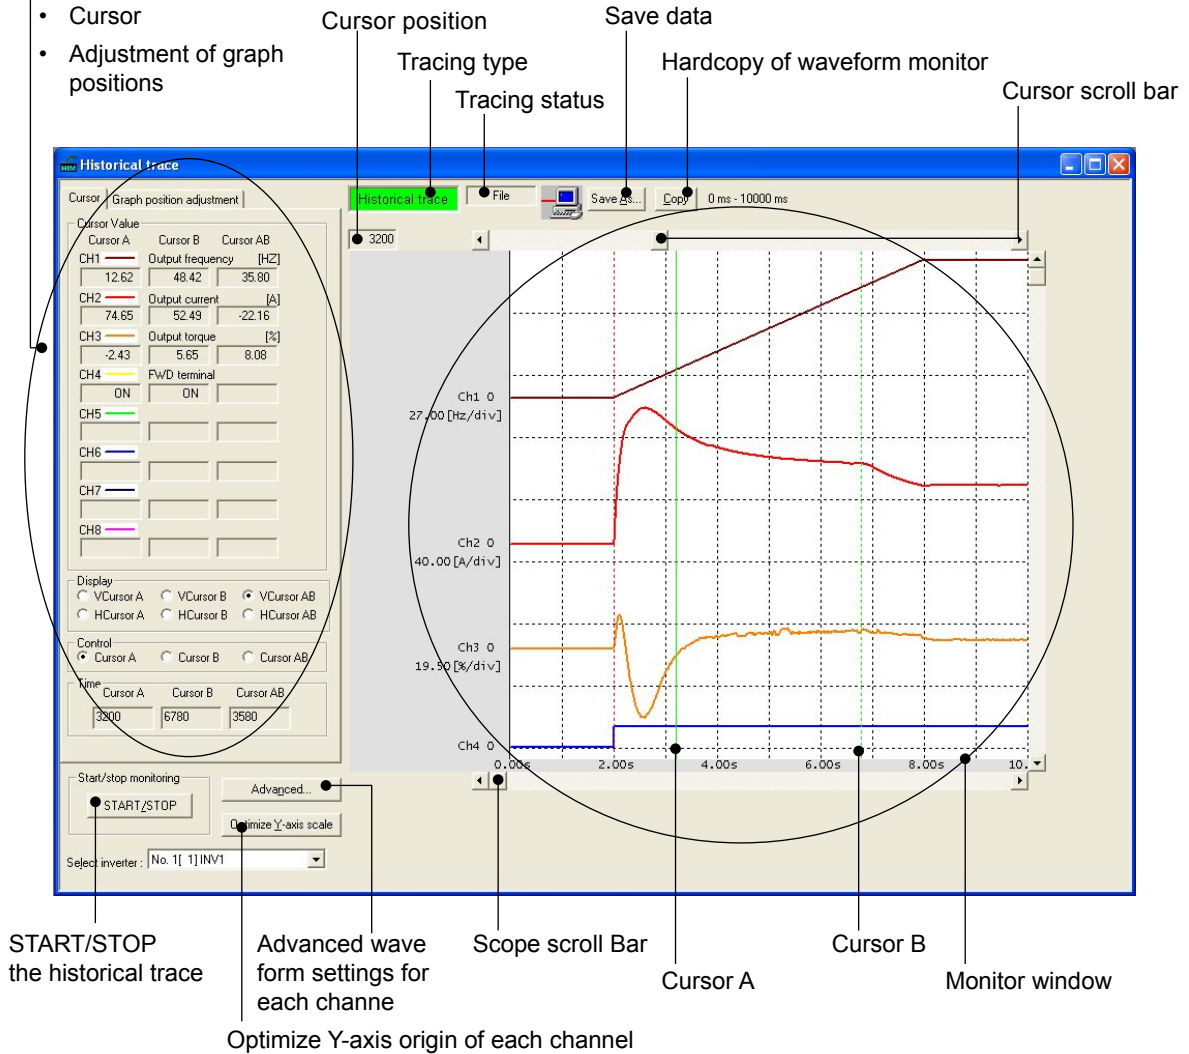 • Cursor
• Adjustment of graph
positions
Cursor position
Save data
Tracing type
Hardcopy of waveform monitor
Tracing status
Cursor scroll bar
Historical trace
Cursor
Graph position adjustment
Historical trace
File
Save As...
Copy
0 ms - 10000 ms
3200
Cursor Value
Cursor A Cursor B Cursor AB
CH1 Output frequency [HZ]
12.62 48.42 35.80
CH2 Output current [A]
74.65 52.49 -22.16
CH3 Output torque [%]
-2.43 5.65 8.08
CH4 FWD terminal
ON ON
CH5
CH6
CH7
CH8
Display
VCursor A VCursor B VCursor AB
HCursor A HCursor B HCursor AB
Control
Cursor A Cursor B Cursor AB
Time
Cursor A Cursor B Cursor AB
3200 6780 3580
Ch1 0
27.00[Hz/div]
Ch2 0
40.00[A/div]
Ch3 0
19.50[%/div]
Ch4 0
0.00s 2.00s 4.00s 6.00s 8.00s 10.
Start/stop monitoring
START/STOP
Advanced...
Optimize Y-axis scale
Select inverter : No. 1[ 1] INV1
START/STOP
the historical trace
Advanced wave
form settings for
each channe
Scope scroll Bar
Cursor A
Cursor B
Monitor window
Optimize Y-axis origin of each channel